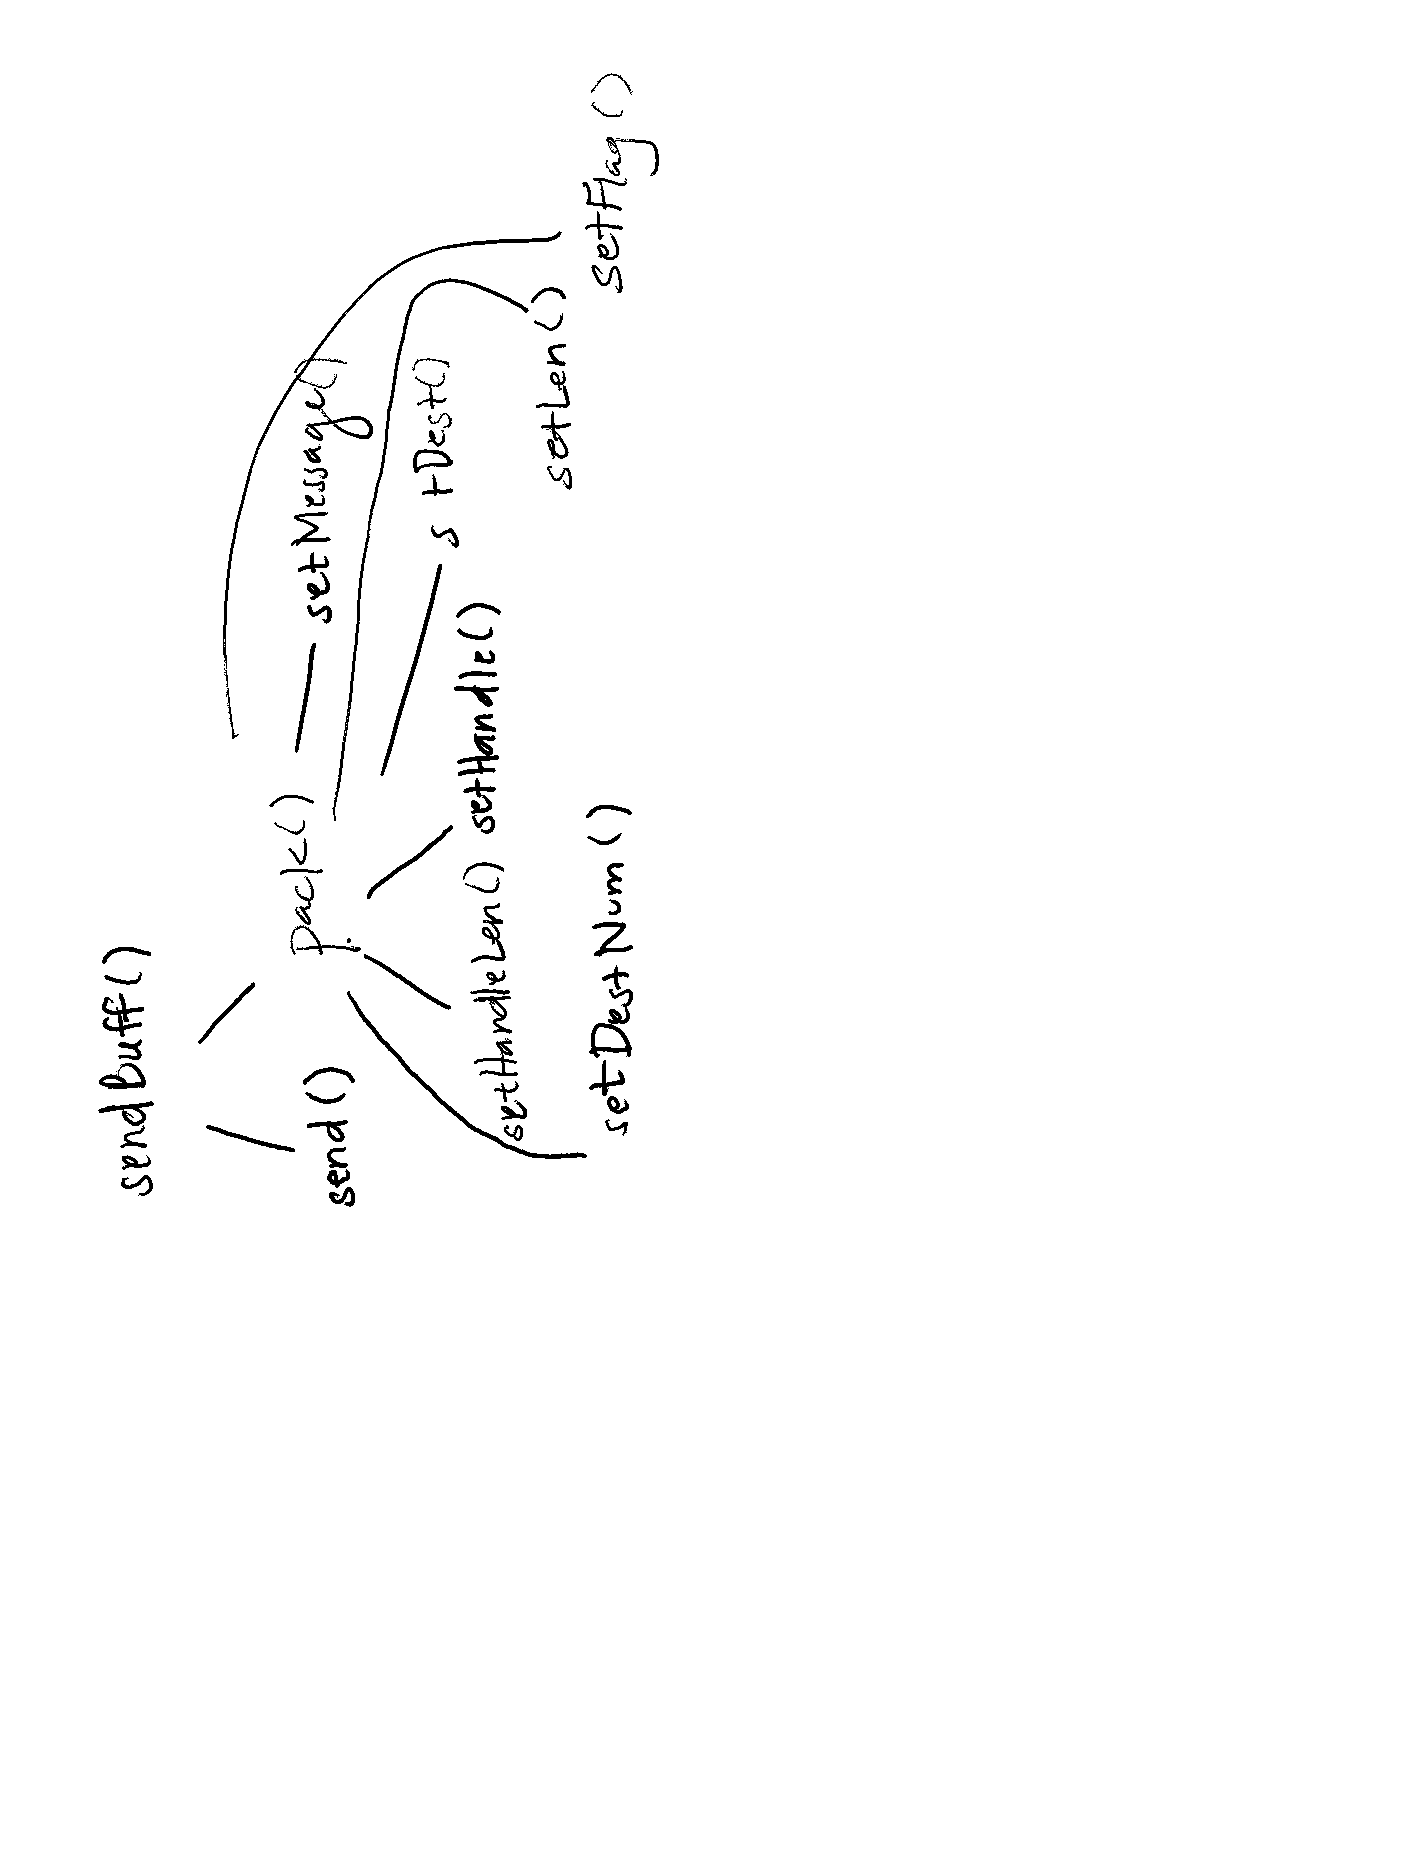 sendBuff()
send()
pack()
setMessage()
s tDest()
setHandle()
setHandleLen()
setDestNum()
setLen()
setFlag()